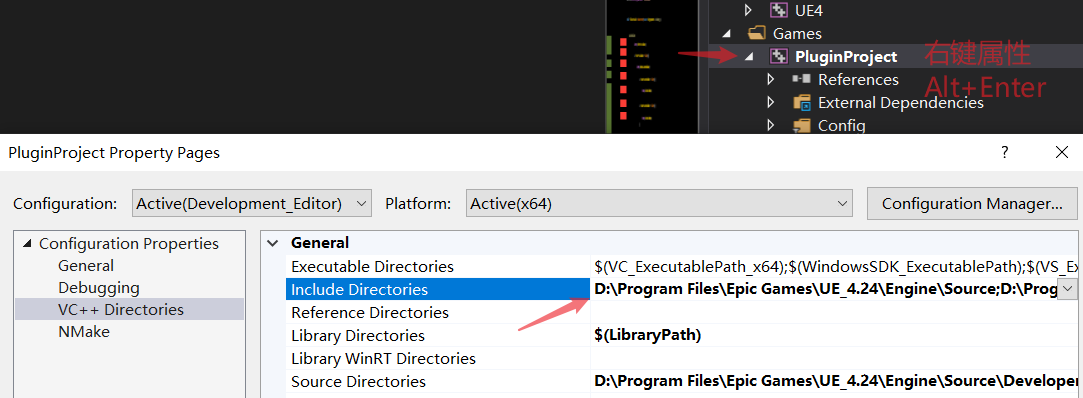 UE4
Games
PluginProject
右键属性
References
Alt+Enter
External Dependencies
Config
PluginProject Property Pages
?
Configuration: Active(Development_Editor) Platform: Active(x64) Configuration Manager...
Configuration Properties
General
Debugging
VC++ Directories
NMake
General
Executable Directories $(VC_ExecutablePath_x64);$(WindowsSDK_ExecutablePath);$(VS_Ex
Include Directories D:\Program Files\Epic Games\UE_4.24\Engine\Source;D:\Prog
Reference Directories
Library Directories $(LibraryPath)
Library WinRT Directories
Source Directories D:\Program Files\Epic Games\UE_4.24\Engine\Source\Developer